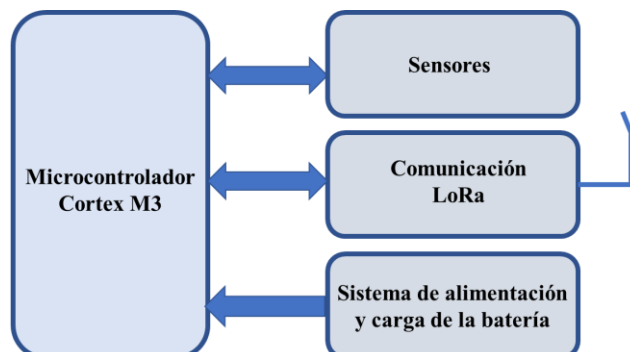 Microcontrolador
Cortex M3
Sensores
Comunicación
LoRa
Sistema de alimentación
y carga de la batería